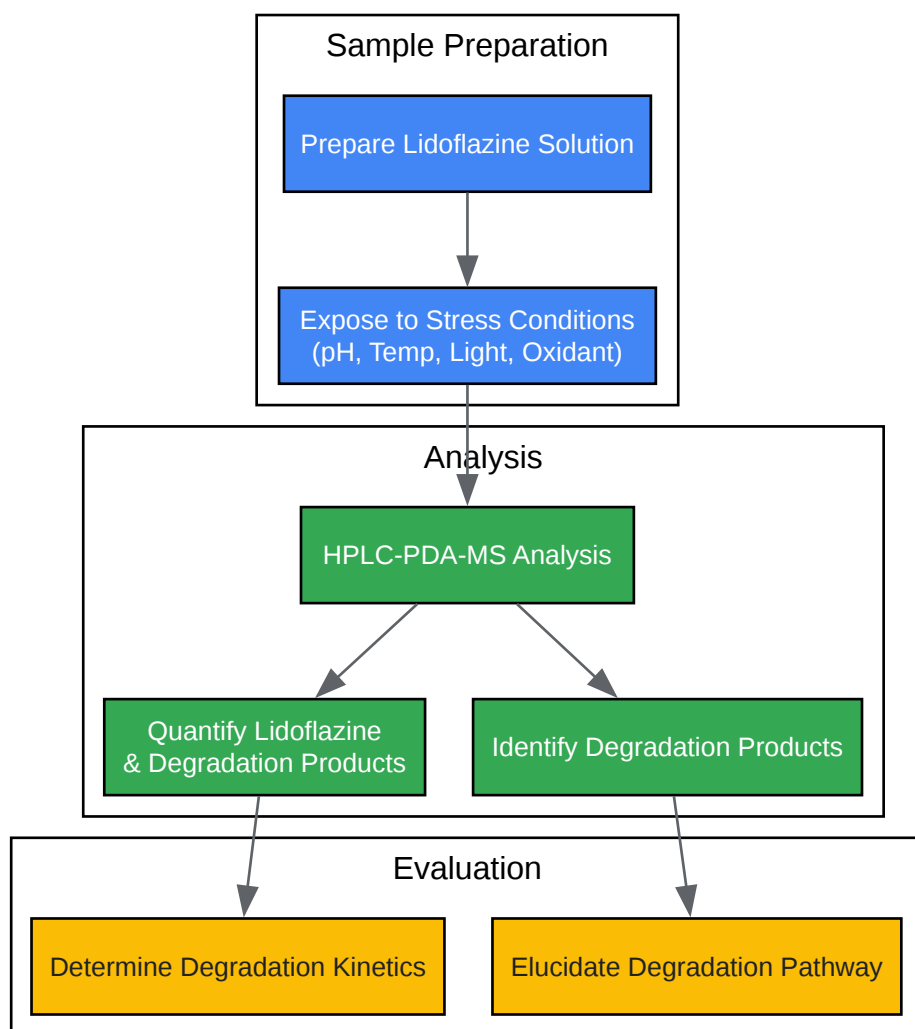 Sample Preparation
Prepare Lidoflazine Solution
Expose to Stress Conditions
(pH, Temp, Light, Oxidant)
Analysis
HPLC-PDA-MS Analysis
Quantify Lidoflazine
& Degradation Products
Identify Degradation Products
Evaluation
Determine Degradation Kinetics
Elucidate Degradation Pathway